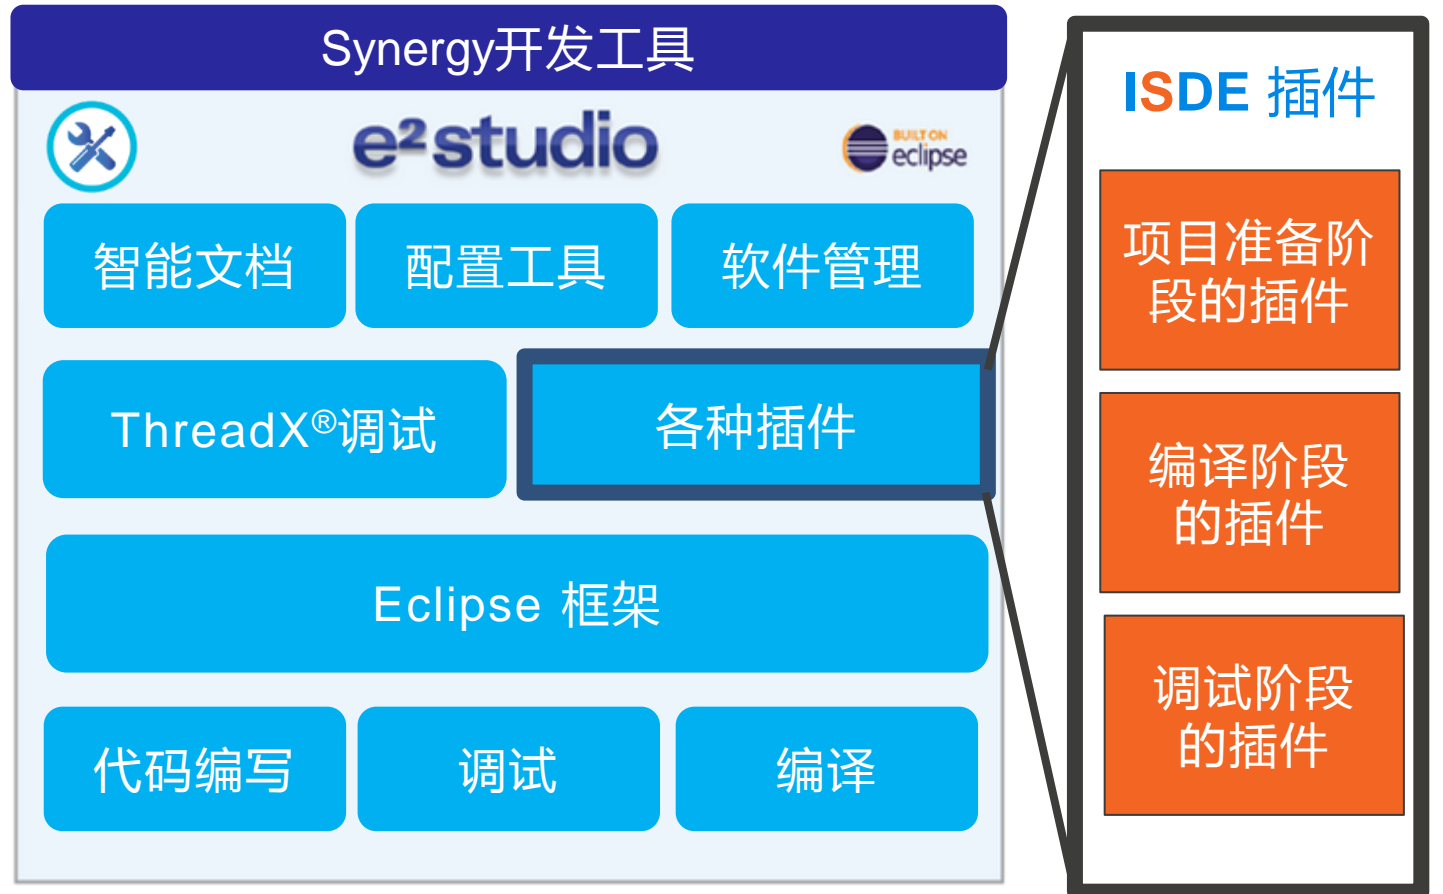 Synergy开发工具
e²studio
BUILT ON
eclipse
智能文档
配置工具
软件管理
ThreadX®调试
各种插件
Eclipse 框架
代码编写
调试
编译
ISDE 插件
项目准备阶
段的插件
编译阶段
的插件
调试阶段
的插件